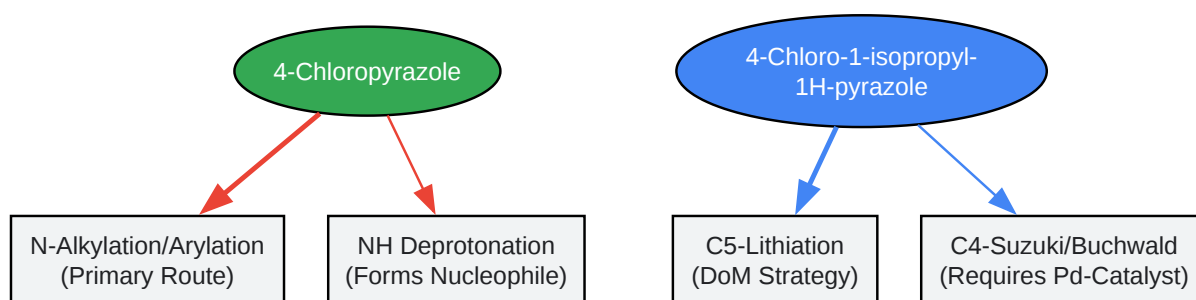 4-Chloropyrazole
4-Chloro-1-isopropyl-
1H-pyrazole
N-Alkylation/Arylation
(Primary Route)
NH Deprotonation
(Forms Nucleophile)
C5-Lithiation
(DoM Strategy)
C4-Suzuki/Buchwald
(Requires Pd-Catalyst)